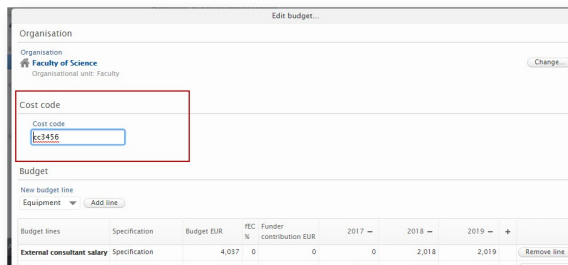 Edit budget...
Organisation
Organisation
Faculty of Science
Change...
Organisational unit: Faculty
Cost code
Cost code
cc3456
Budget
New budget line
Equipment Add line
Budget lines Specification Budget EUR fEC % Funder contribution EUR 2017 – 2018 – 2019 – +
External consultant salary Specification 4,037 0 0 0 2,018 2,019 Remove line